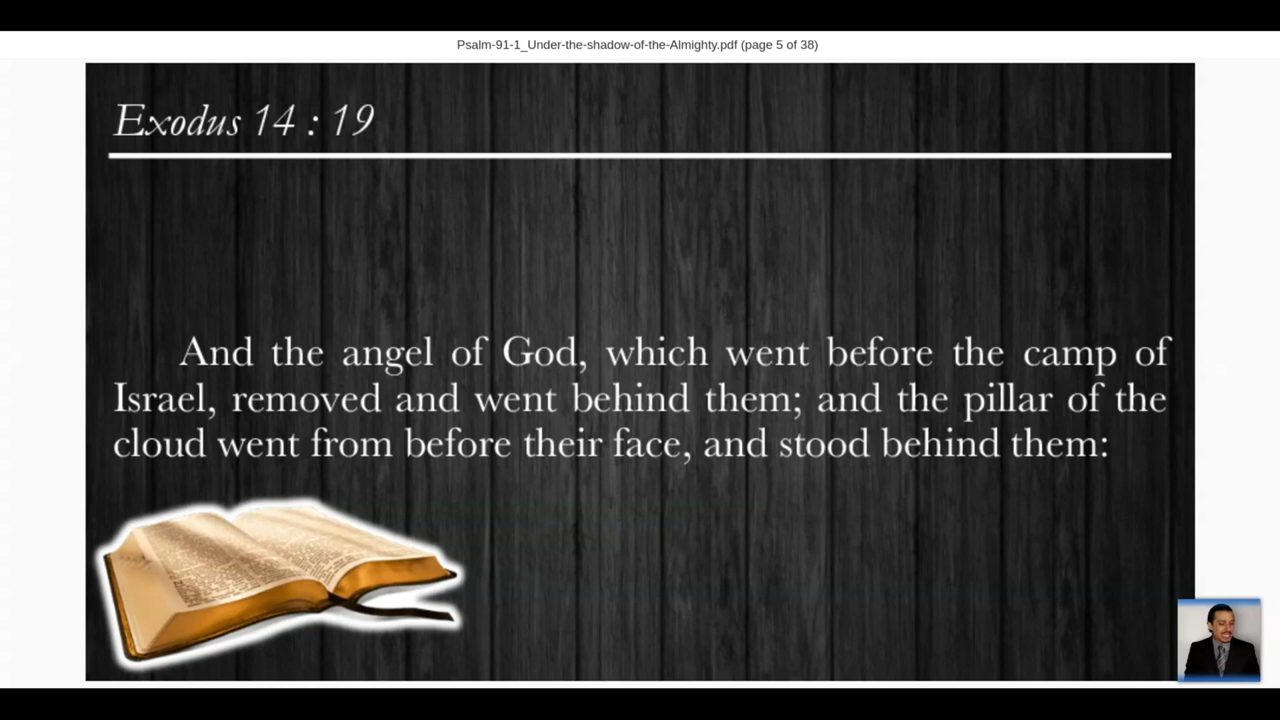 Psalm-91-1_Under-the-shadow-of-the-Almighty.pdf (page 5 of 38)
Exodus 14 : 19
And the angel of God, which went before the camp of
Israel, removed and went behind them; and the pillar of the
cloud went from before their face, and stood behind them: